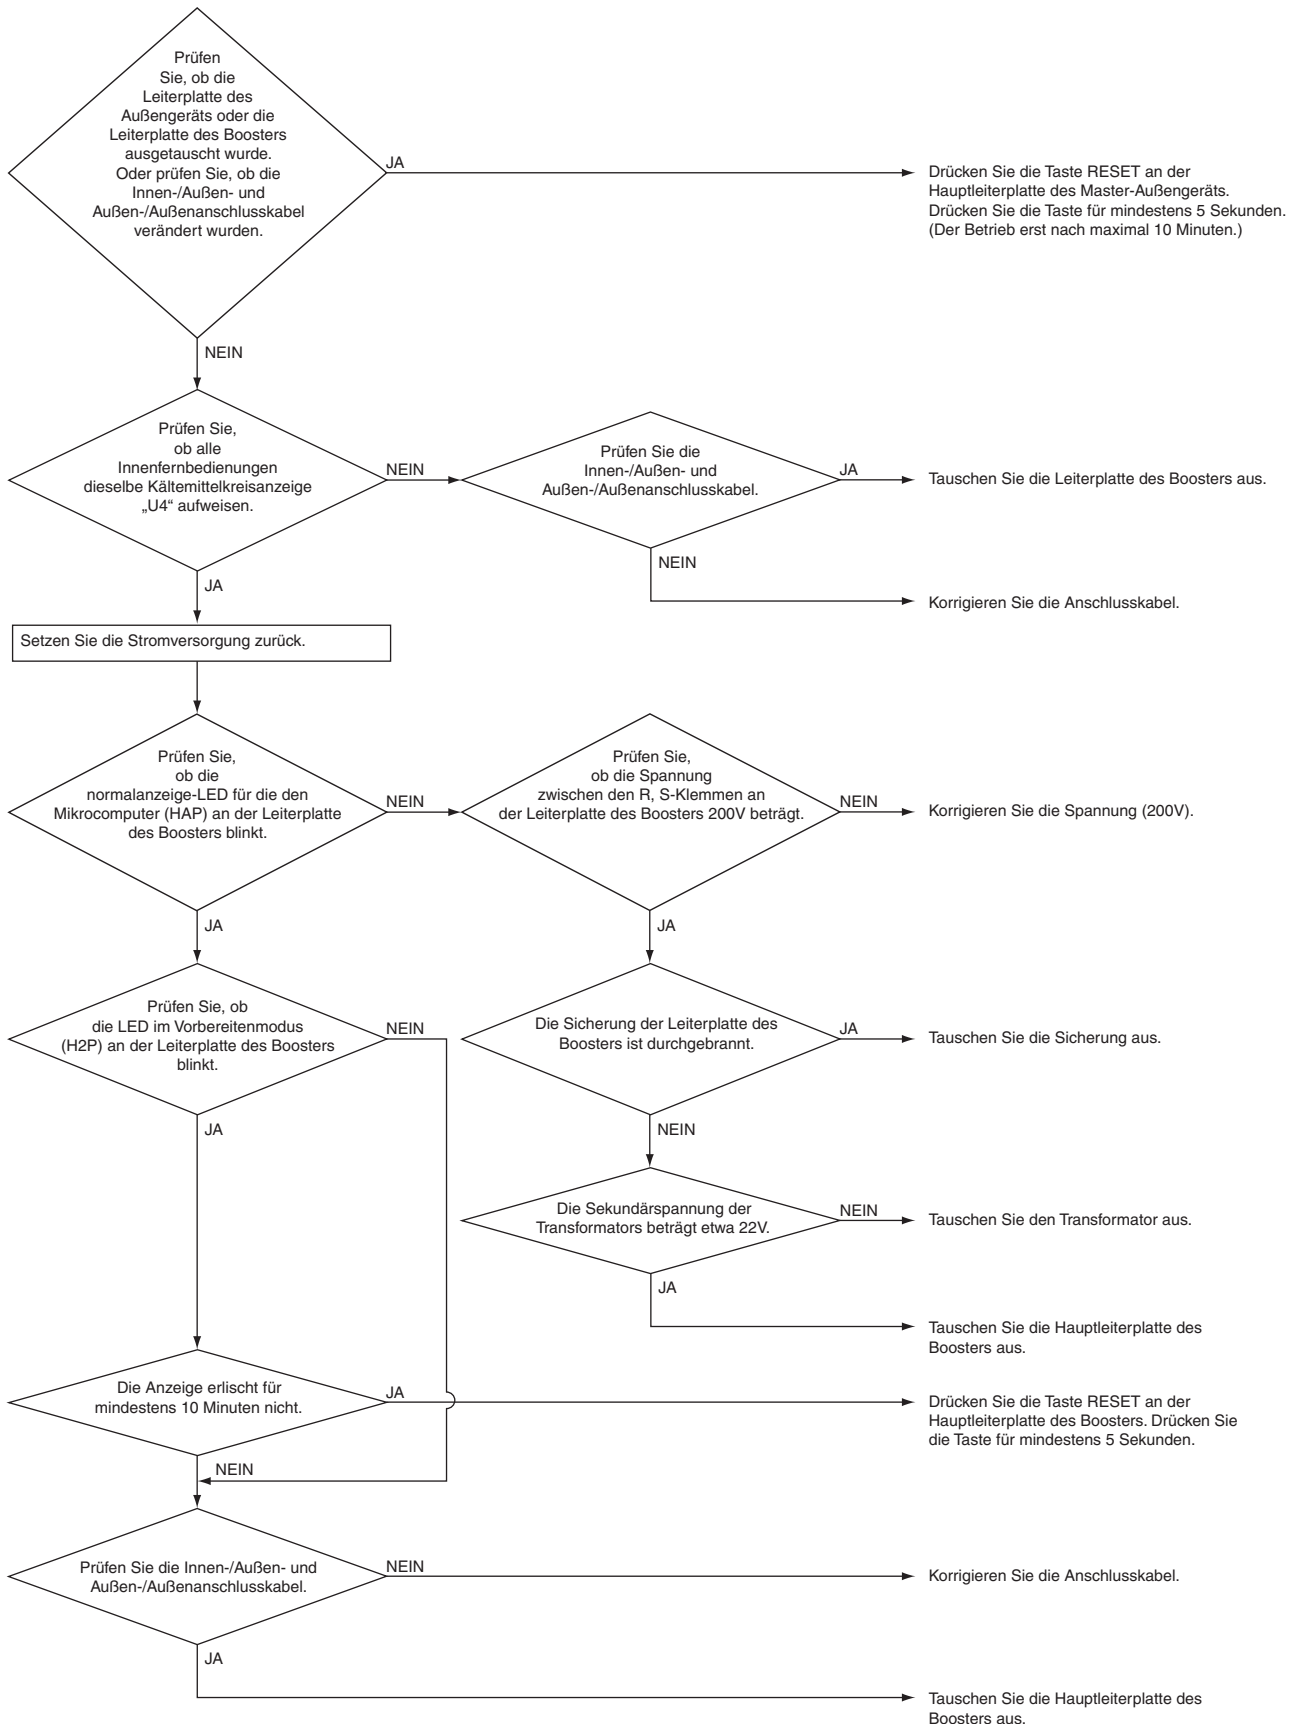 Prüfen
Sie, ob die
Leiterplatte des
Außengeräts oder die
Leiterplatte des Boosters
ausgetauscht wurde.
Oder prüfen Sie, ob die
Innen-/Außen- und
Außen-/Außenanschlusskabel
verändert wurden.
JA
Drücken Sie die Taste RESET an der
Hauptleiterplatte des Master-Außengeräts.
Drücken Sie die Taste für mindestens 5 Sekunden.
(Der Betrieb erst nach maximal 10 Minuten.)
NEIN
Prüfen Sie,
ob alle
Innenfernbedienungen
dieselbe Kältemittelkreisanzeige
„U4“ aufweisen.
NEIN
Prüfen Sie die
Innen-/Außen- und
Außen-/Außenanschlusskabel.
JA
Tauschen Sie die Leiterplatte des Boosters aus.
NEIN
Korrigieren Sie die Anschlusskabel.
JA
Setzen Sie die Stromversorgung zurück.
Prüfen Sie,
ob die
normalanzeige-LED für die den
Mikrocomputer (HAP) an der Leiterplatte
des Boosters blinkt.
NEIN
Prüfen Sie,
ob die Spannung
zwischen den R, S-Klemmen an
der Leiterplatte des Boosters 200V beträgt.
NEIN
Korrigieren Sie die Spannung (200V).
JA
JA
Prüfen Sie, ob
die LED im Vorbereitenmodus
(H2P) an der Leiterplatte des Boosters
blinkt.
NEIN
Die Sicherung der Leiterplatte des
Boosters ist durchgebrannt.
JA
Tauschen Sie die Sicherung aus.
JA
NEIN
Die Sekundärspannung der
Transformators beträgt etwa 22V.
NEIN
Tauschen Sie den Transformator aus.
JA
Tauschen Sie die Hauptleiterplatte des
Boosters aus.
Die Anzeige erlischt für
mindestens 10 Minuten nicht.
JA
Drücken Sie die Taste RESET an der
Hauptleiterplatte des Boosters. Drücken Sie
die Taste für mindestens 5 Sekunden.
NEIN
Prüfen Sie die Innen-/Außen- und
Außen-/Außenanschlusskabel.
NEIN
Korrigieren Sie die Anschlusskabel.
JA
Tauschen Sie die Hauptleiterplatte des
Boosters aus.